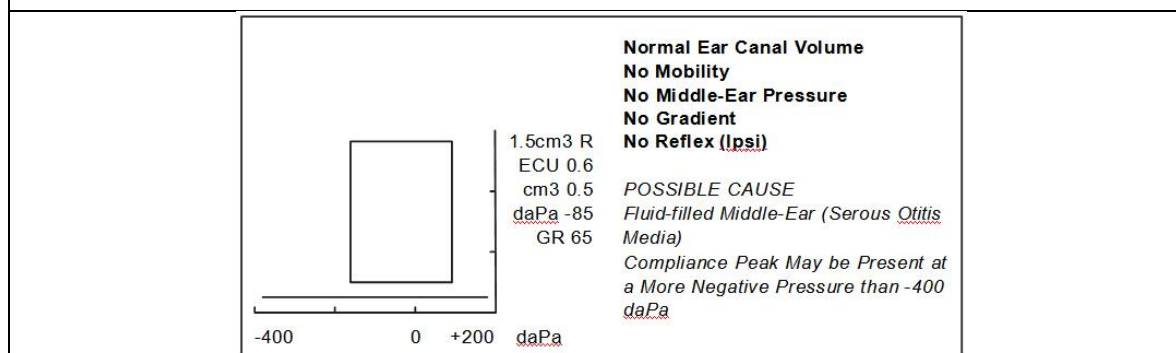 Normal Ear Canal Volume
No Mobility
No Middle-Ear Pressure
No Gradient
No Reflex (Ipsi)
1.5cm3 R
ECU 0.6
cm3 0.5
daPa -85
GR 65
POSSIBLE CAUSE
Fluid-filled Middle-Ear (Serous Otitis
Media)
Compliance Peak May be Present at
a More Negative Pressure than -400
daPa
-400 0 +200 daPa